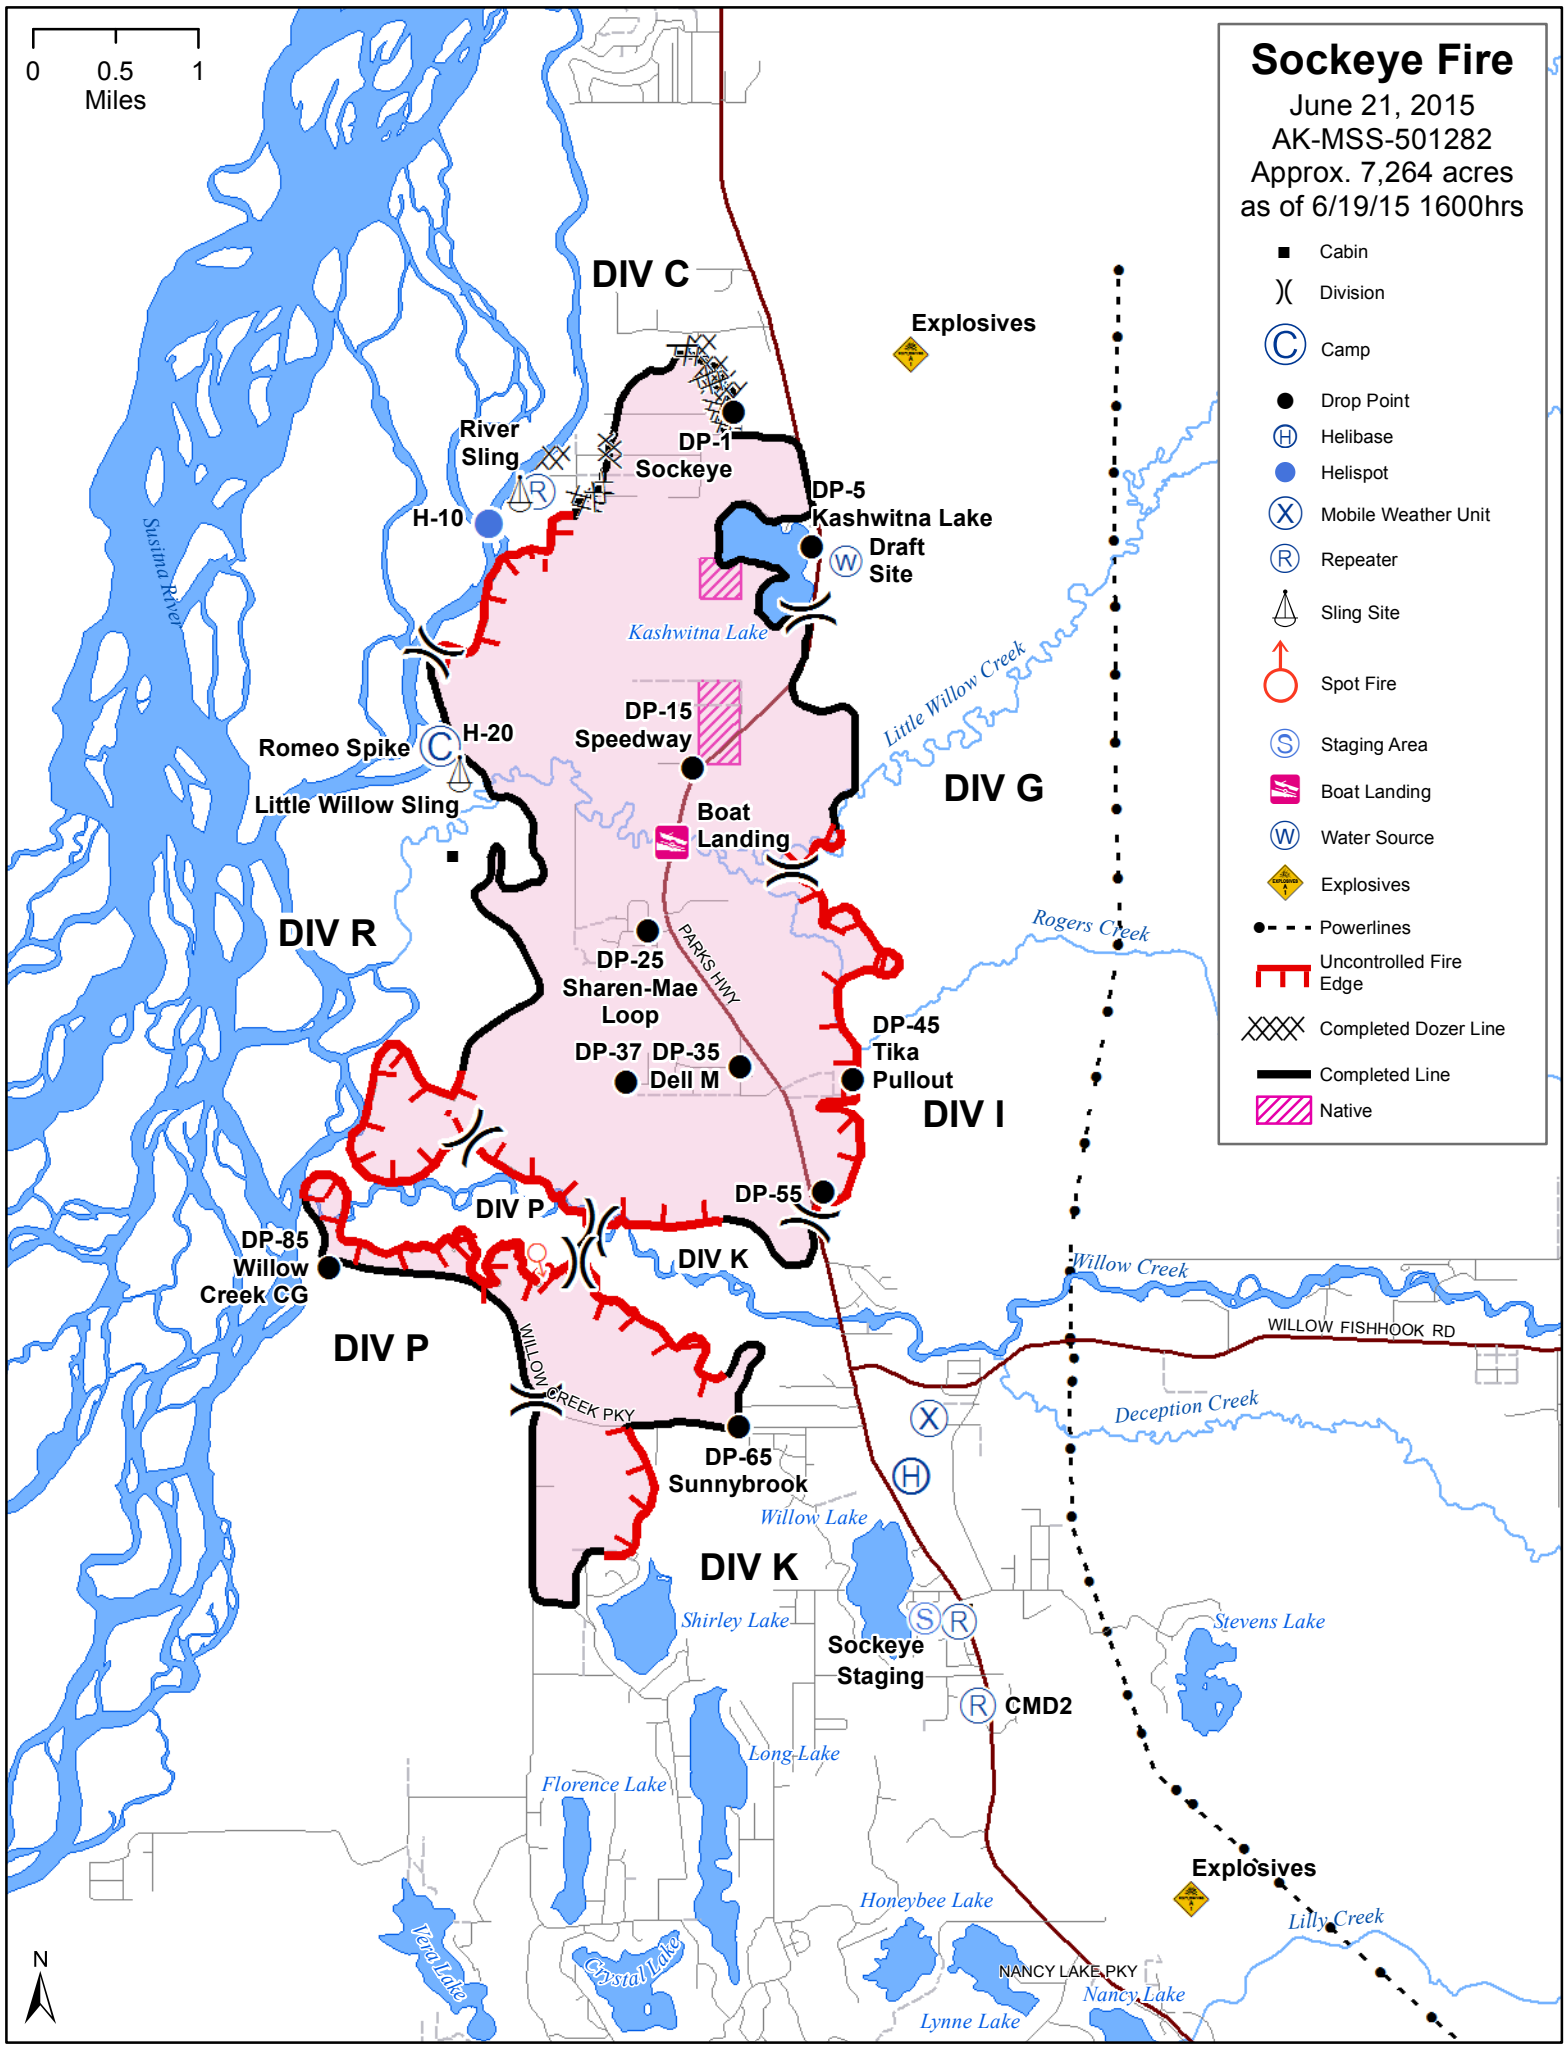 0 0.5 1
Miles
Sockeye Fire
June 21, 2015
AK-MSS-501282
Approx. 7,264 acres
as of 6/19/15 1600hrs
Cabin
Division
C Camp
Drop Point
H Helibase
Helispot
X Mobile Weather Unit
R Repeater
Sling Site
Spot Fire
S Staging Area
Boat Landing
W Water Source
Explosives
Powerlines
Uncontrolled Fire
Edge
Completed Dozer Line
Completed Line
Native
DIV C
Explosives
River
Sling
R
H-10
DP-1
Sockeye
DP-5
Kashwitna Lake
W
Draft
Site
Susitna River
Kashwitna Lake
Little Willow Creek
DP-15
Speedway
Romeo Spike
C
H-20
Little Willow Sling
DIV G
Boat
Landing
DIV R
PARKS HWY
Rogers Creek
DP-25
Sharen-Mae
Loop
DP-37
DP-35
Dell M
DP-45
Tika
Pullout
DIV I
DIV P
DP-55
DP-85
Willow
Creek CG
DIV K
Willow Creek
WILLOW FISHHOOK RD
DIV P
WILLOW CREEK PKY
Deception Creek
X
DP-65
Sunnybrook
H
Willow Lake
DIV K
Shirley Lake
S
R
Sockeye
Staging
Stevens Lake
R
CMD2
Long Lake
Florence Lake
Explosives
Honeybee Lake
Lilly Creek
Vera Lake
Crystal Lake
NANCY LAKE PKY
Nancy Lake
Lynne Lake
N